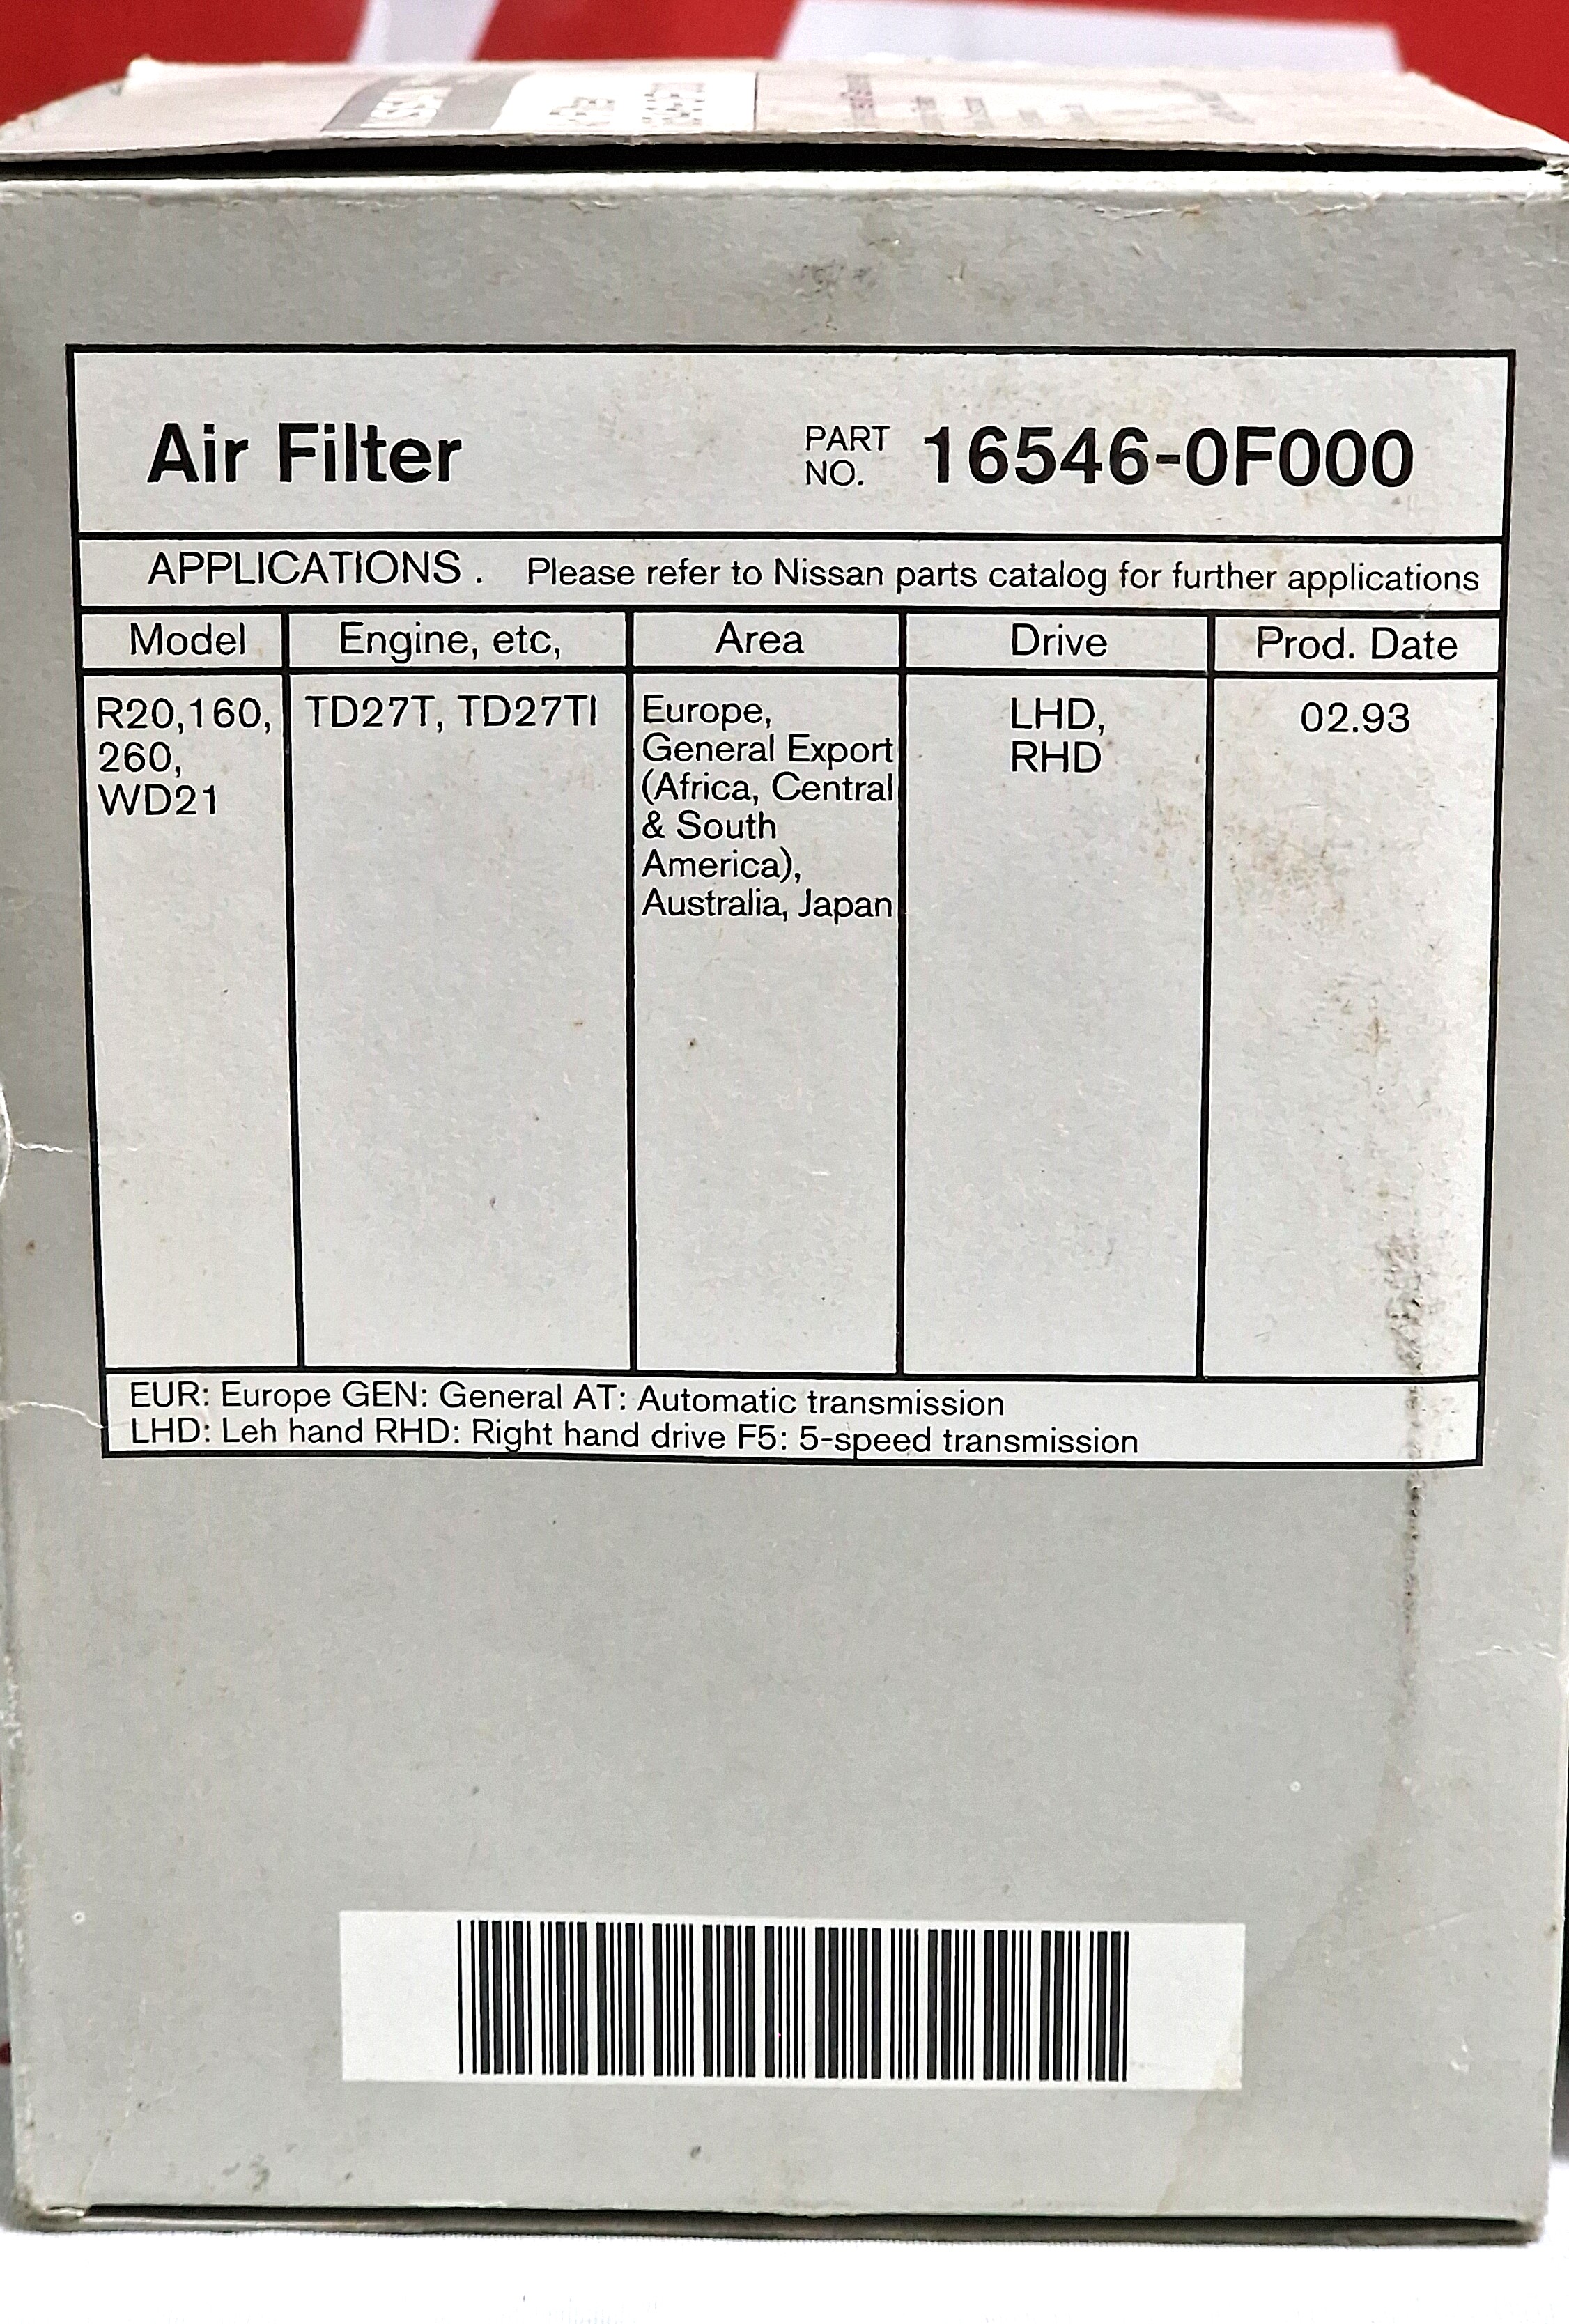 Air Filter
PART NO. 16546-0F000
APPLICATIONS. Please refer to Nissan parts catalog for further applications
Model Engine, etc, Area Drive Prod. Date
R20,160,
260,
WD21
TD27T, TD27TI
Europe,
General Export
(Africa, Central
& South
America),
Australia, Japan
LHD,
RHD
02.93
EUR: Europe GEN: General AT: Automatic transmission
LHD: Leh hand RHD: Right hand drive F5: 5-speed transmission